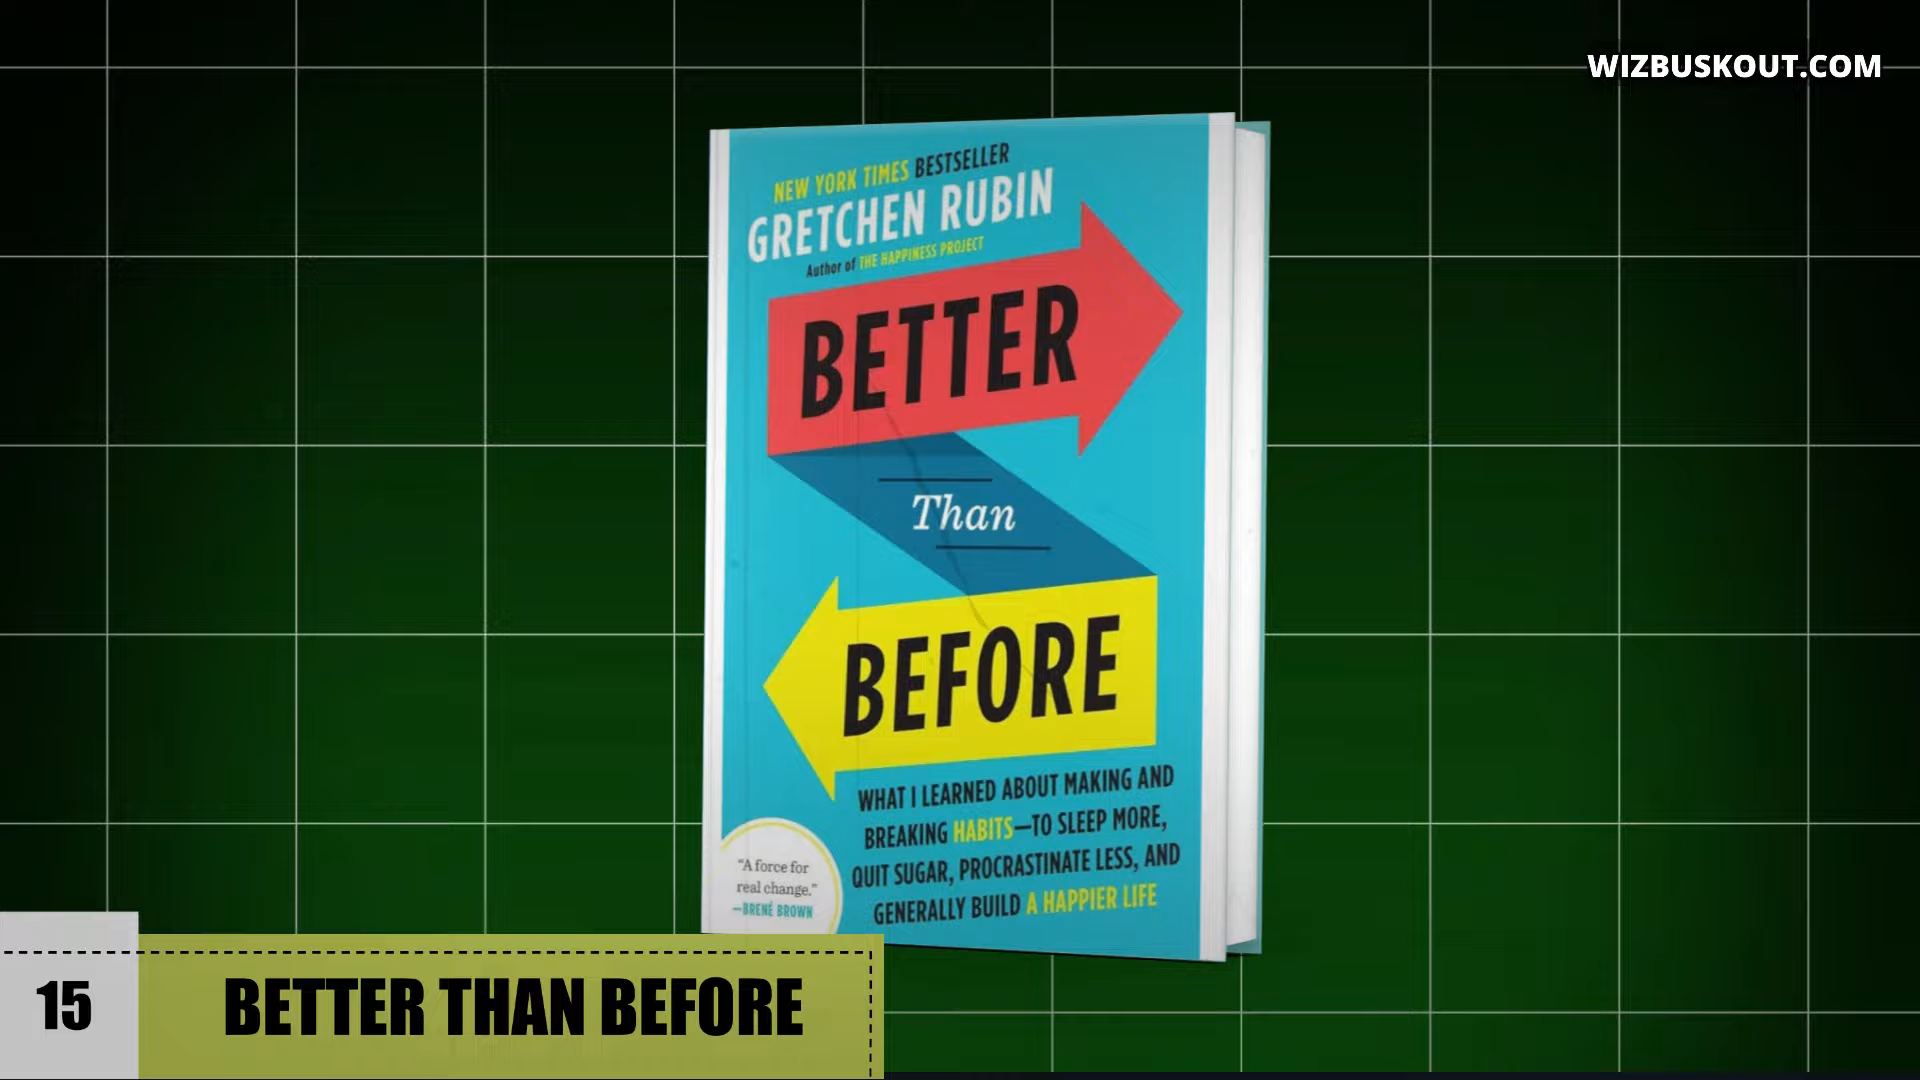 WIZBUSKOUT.COM
NEW YORK TIMES BESTSELLER
GRETCHEN RUBIN
Author of THE HAPPINESS PROJECT
BETTER
Than
BEFORE
WHAT I LEARNED ABOUT MAKING AND
BREAKING HABITS—TO SLEEP MORE,
QUIT SUGAR, PROCRASTINATE LESS, AND
GENERALLY BUILD A HAPPIER LIFE
“A force for
real change.”
—BRENÉ BROWN
15
BETTER THAN BEFORE